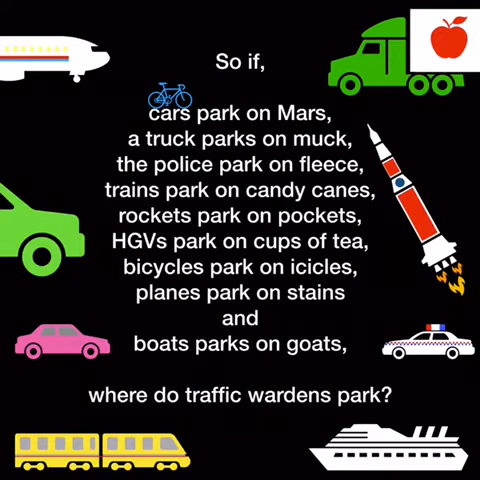 So if,
cars park on Mars,
a truck parks on muck,
the police park on fleece,
trains park on candy canes,
rockets park on pockets,
HGVs park on cups of tea,
bicycles park on icicles,
planes park on stains
and
boats parks on goats,
where do traffic wardens park?